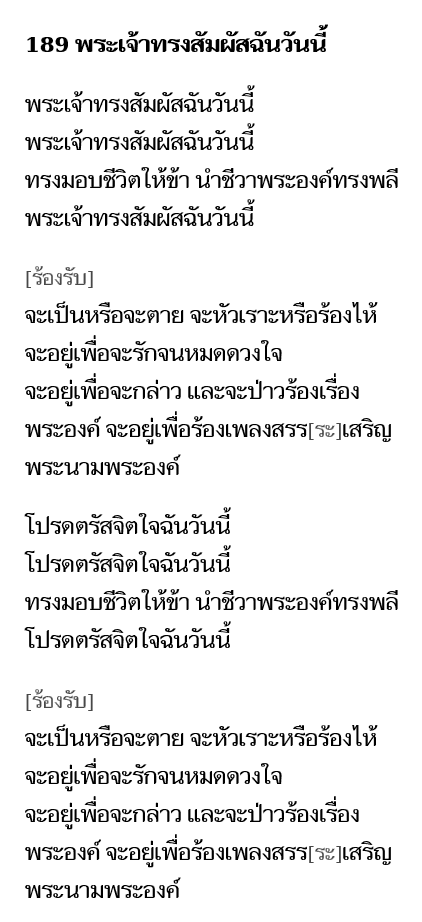 189 พระเจ้าทรงสัมผัสฉันวันนี้
พระเจ้าทรงสัมผัสฉันวันนี้
พระเจ้าทรงสัมผัสฉันวันนี้
ทรงมอบชีวิตให้ข้า นำชีวาพระองค์ทรงพลี
พระเจ้าทรงสัมผัสฉันวันนี้
[ร้องรับ]
จะเป็นหรือจะตาย จะหัวเราะหรือร้องไห้
จะอยู่เพื่อจะรักจนหมดดวงใจ
จะอยู่เพื่อจะกล่าว และจะป่าวร้องเรื่อง
พระองค์ จะอยู่เพื่อร้องเพลงสรร[ระ]เสริญ
พระนามพระองค์
โปรดตรัสจิตใจฉันวันนี้
โปรดตรัสจิตใจฉันวันนี้
ทรงมอบชีวิตให้ข้า นำชีวาพระองค์ทรงพลี
โปรดตรัสจิตใจฉันวันนี้
[ร้องรับ]
จะเป็นหรือจะตาย จะหัวเราะหรือร้องไห้
จะอยู่เพื่อจะรักจนหมดดวงใจ
จะอยู่เพื่อจะกล่าว และจะป่าวร้องเรื่อง
พระองค์ จะอยู่เพื่อร้องเพลงสรร[ระ]เสริญ
พระนามพระองค์